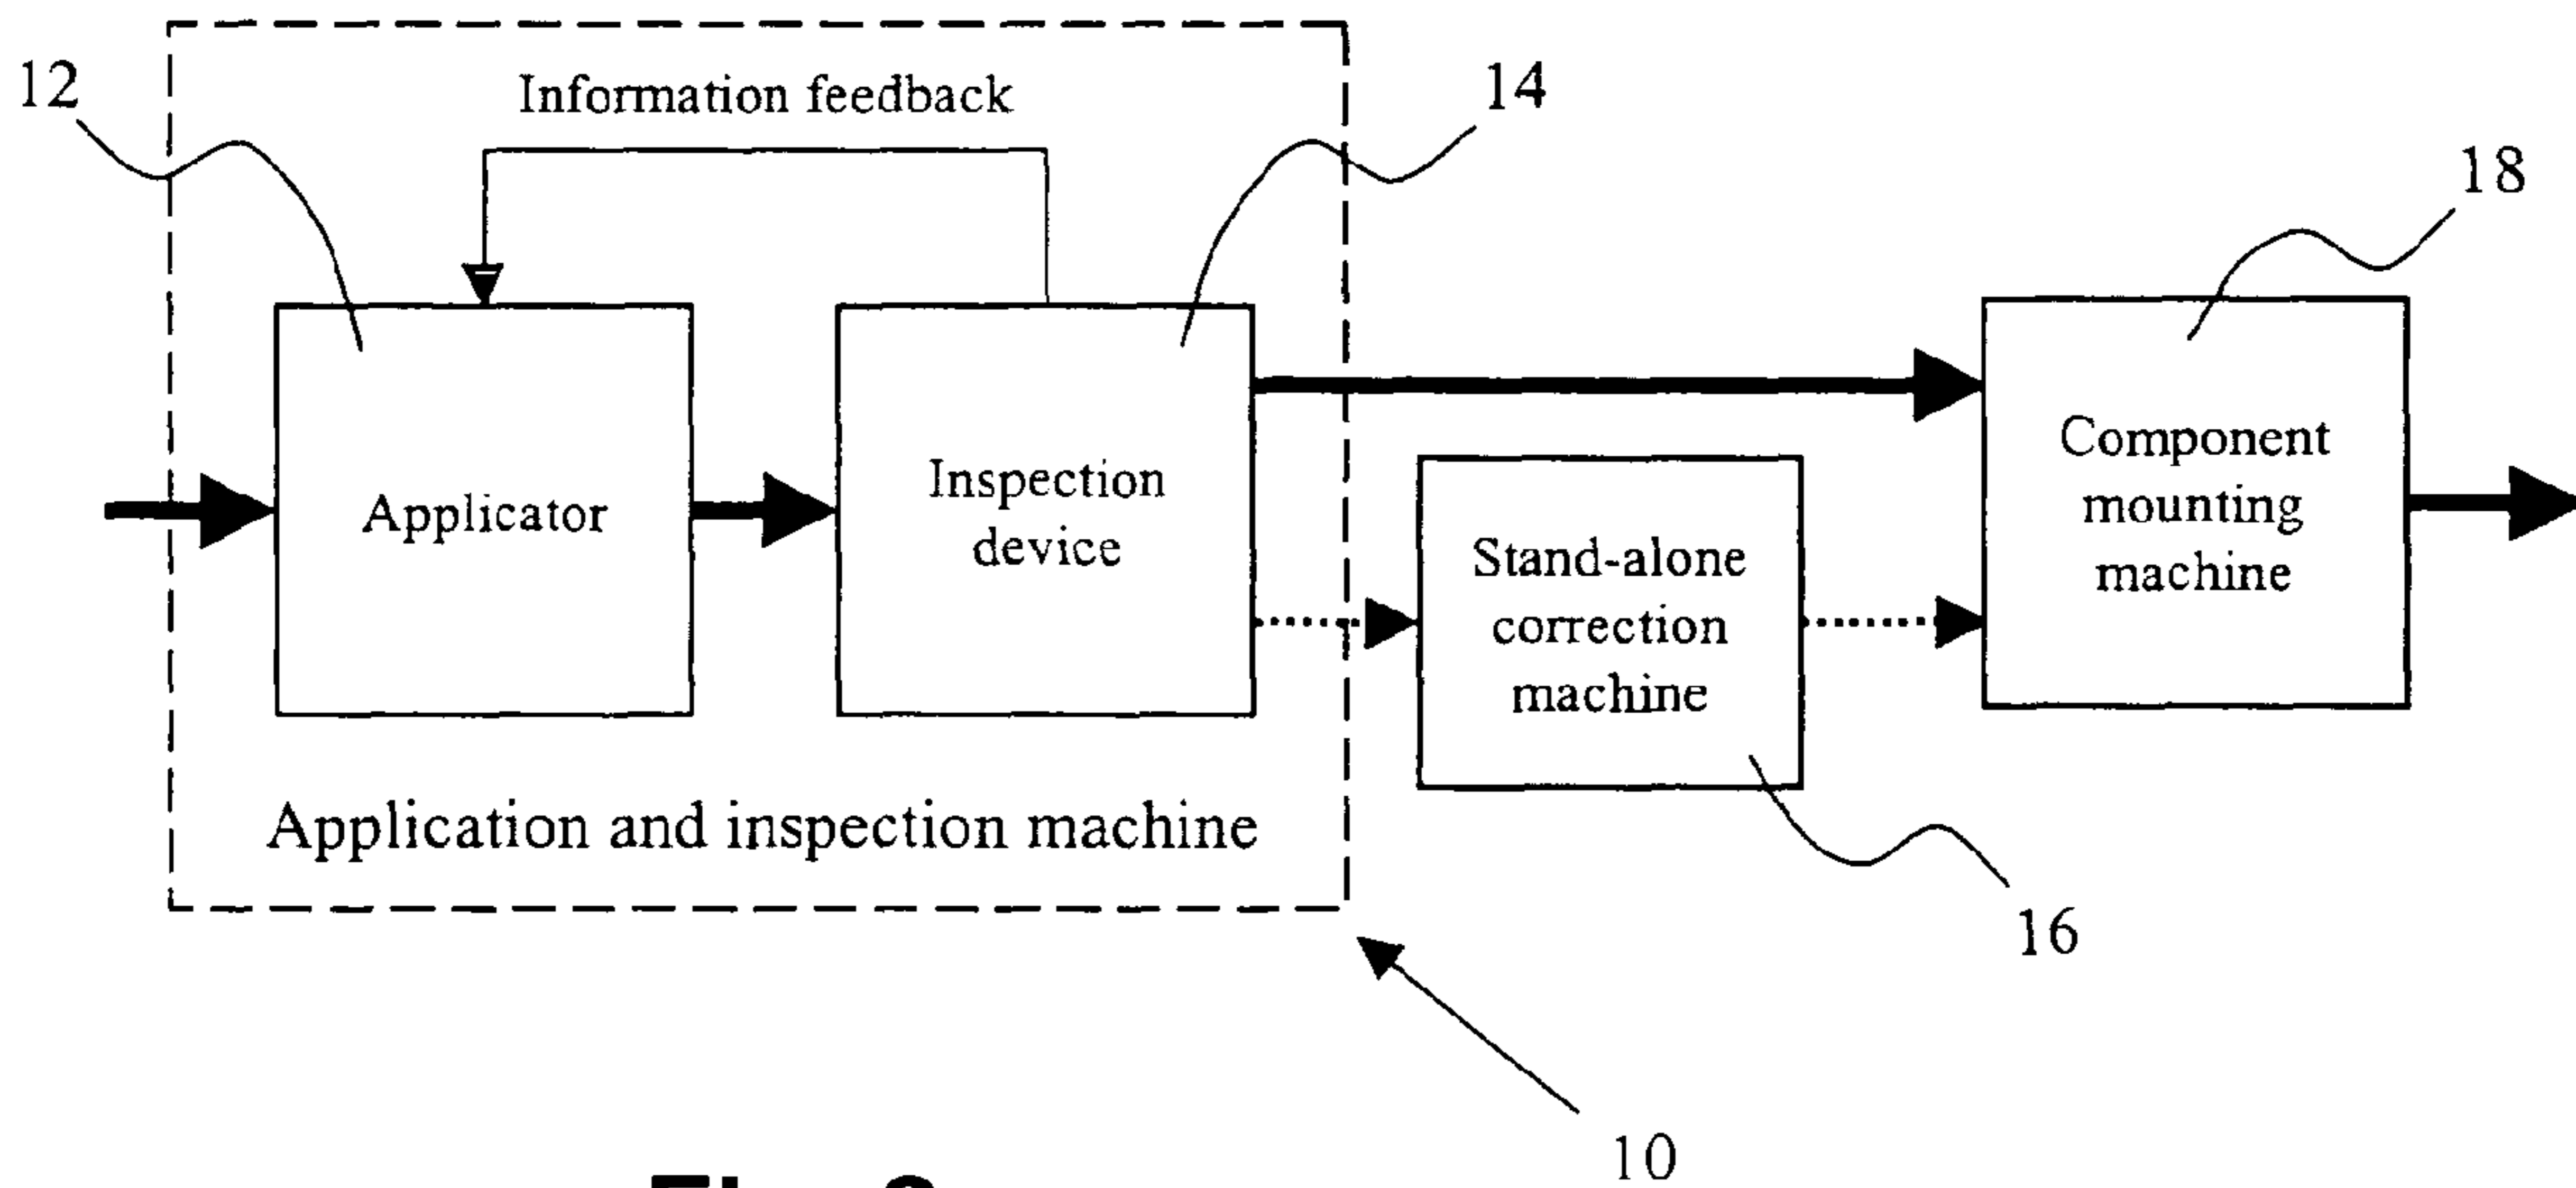 12
Information feedback
14
18
Applicator
Inspection
device
Component
mounting
machine
Stand-alone
correction
machine
Application and inspection machine
16
10